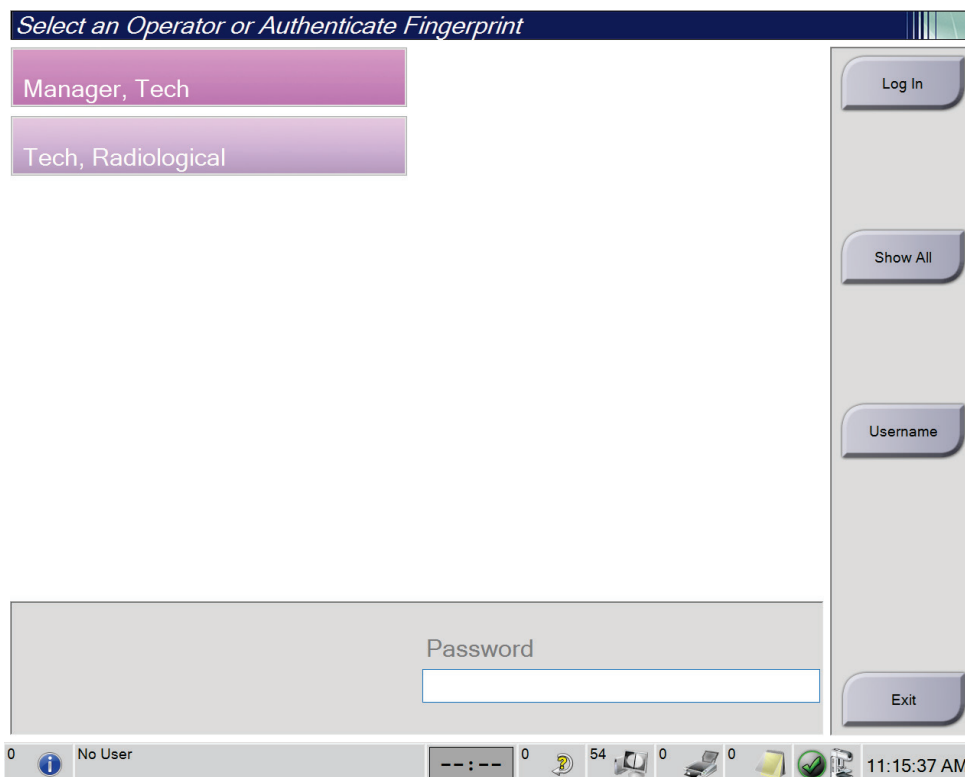 Select an Operator or Authenticate Fingerprint
Manager, Tech
Log In
Tech, Radiological
Show All
Username
Password
Exit
0 No User --:-- 0 54 0 0 11:15:37 AM